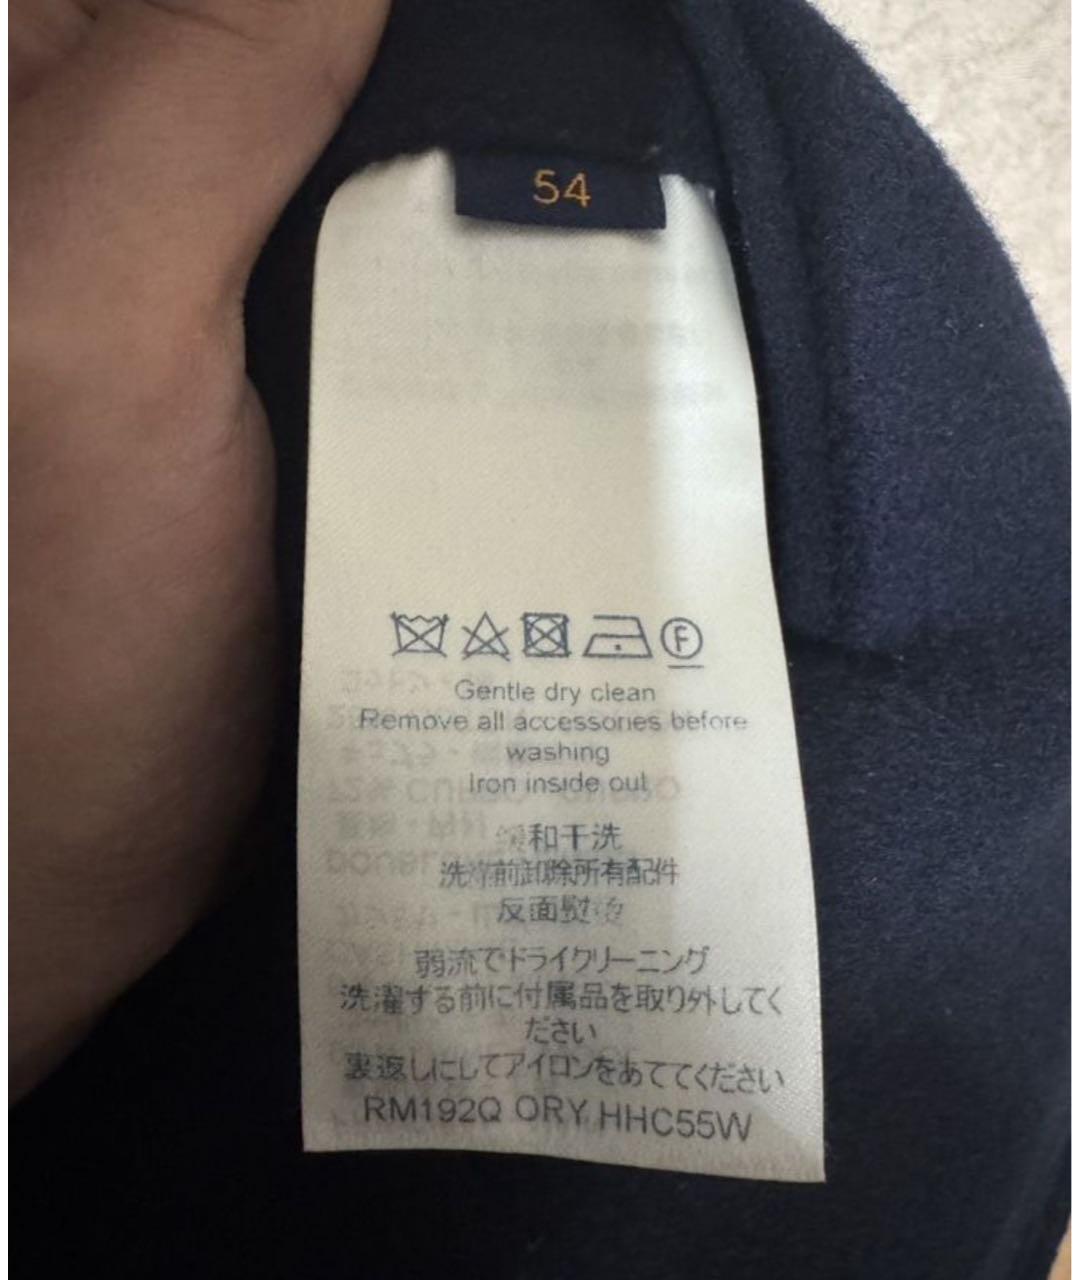 54
F
Gentle dry clean
Remove all accessories before
washing
Iron inside out
缓和干洗
洗涤前卸除所有配件
反面熨烫
弱流でドライクリーニング
洗濯する前に付属品を取り外してく
ださい
裏返しにしてアイロンをあててください
RM192Q ORY HHC55W